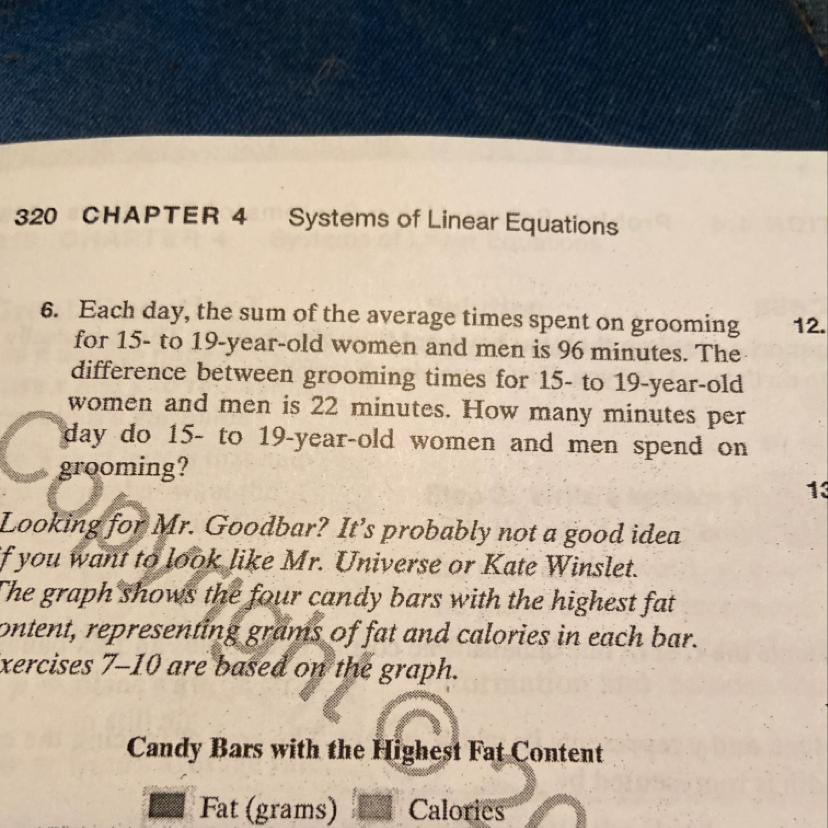 320 CHAPTER 4 Systems of Linear Equations
6. Each day, the sum of the average times spent on grooming
for 15- to 19-year-old women and men is 96 minutes. The
difference between grooming times for 15- to 19-year-old
women and men is 22 minutes. How many minutes per
day do 15- to 19-year-old women and men spend on
grooming?
12.
13
Looking for Mr. Goodbar? It's probably not a good idea
f you want to look like Mr. Universe or Kate Winslet.
The graph shows the four candy bars with the highest fat
ontent, representing grams of fat and calories in each bar.
xercises 7–10 are based on the graph.
Candy Bars with the Highest Fat Content
Fat (grams) Calories
Copyright © 20